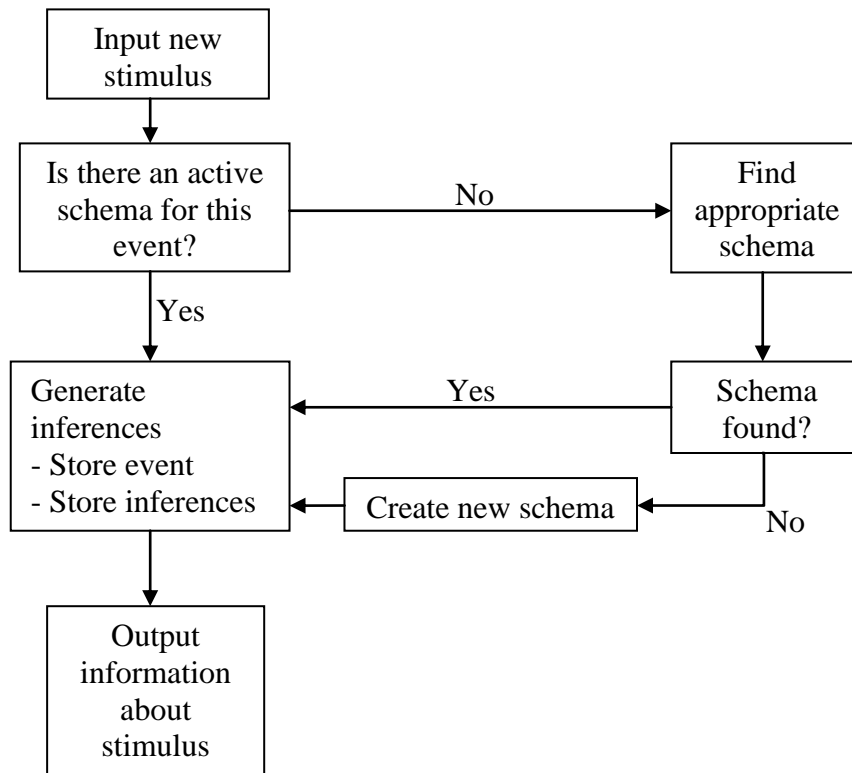 Input new
stimulus
Is there an active
schema for this
event?
No
Find
appropriate
schema
Yes
Generate
inferences
- Store event
- Store inferences
Yes
Schema
found?
Create new schema
No
Output
information
about
stimulus